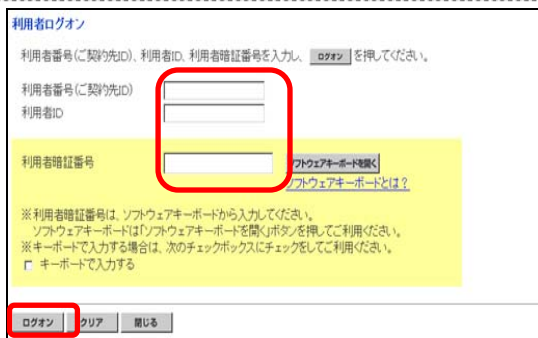 利用者ログオン
利用者番号(ご契約先ID)、利用者ID、利用者暗証番号を入力し、 ログオン を押してください。
利用者番号(ご契約先ID)
利用者ID
利用者暗証番号 ソフトウェアキーボードを開く
ソフトウェアキーボードとは？
※利用者暗証番号は、ソフトウェアキーボードから入力してください。
ソフトウェアキーボードは「ソフトウェアキーボードを開く」ボタンを押してご利用ください。
※キーボードで入力する場合は、次のチェックボックスにチェックをしてご利用ください。
キーボードで入力する
ログオン クリア 閉じる